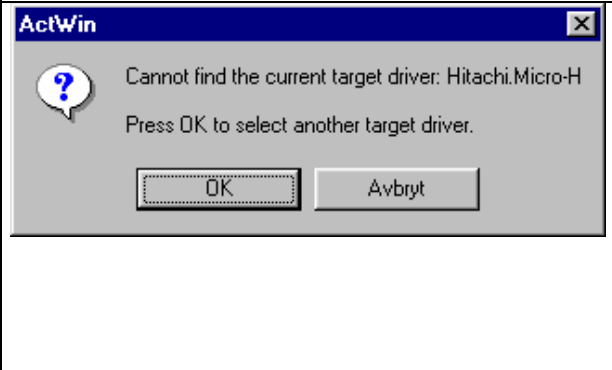 ActWin
Cannot find the current target driver: Hitachi.Micro-H
Press OK to select another target driver.
OK
Avbryt